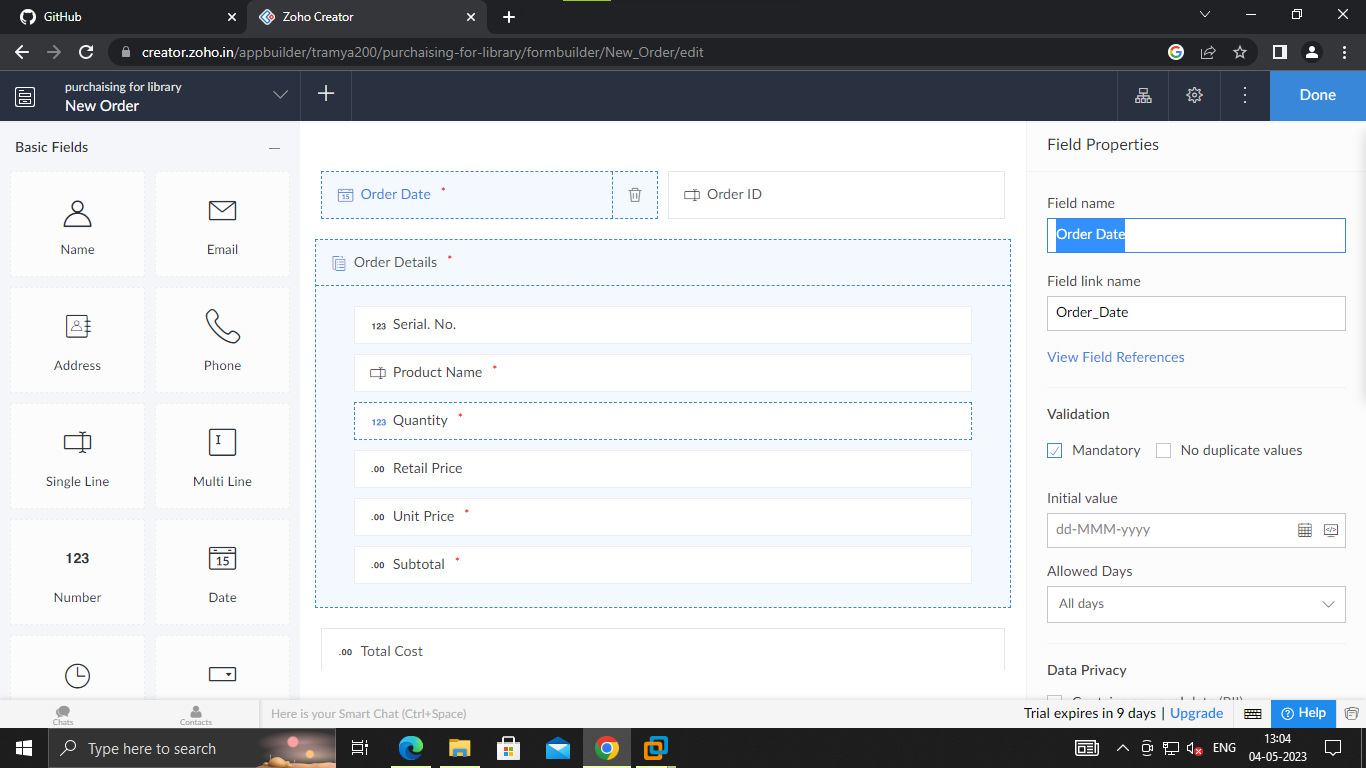 GitHub
Zoho Creator
creator.zoho.in/appbuilder/tramya200/purchaising-for-library/formbuilder/New_Order/edit
purchaising for library
New Order
Done
Basic Fields
Name
Email
Address
Phone
Single Line
Multi Line
123
Number
15
Date
Order Date *
Order ID
Order Details *
123 Serial. No.
Product Name *
123 Quantity *
.00 Retail Price
.00 Unit Price *
.00 Subtotal *
.00 Total Cost
Field Properties
Field name
Order Date
Field link name
Order_Date
View Field References
Validation
Mandatory
No duplicate values
Initial value
dd-MMM-yyyy
Allowed Days
All days
Data Privacy
Chats
Contacts
Here is your Smart Chat (Ctrl+Space)
Trial expires in 9 days | Upgrade
Help
Type here to search
ENG
13:04
04-05-2023